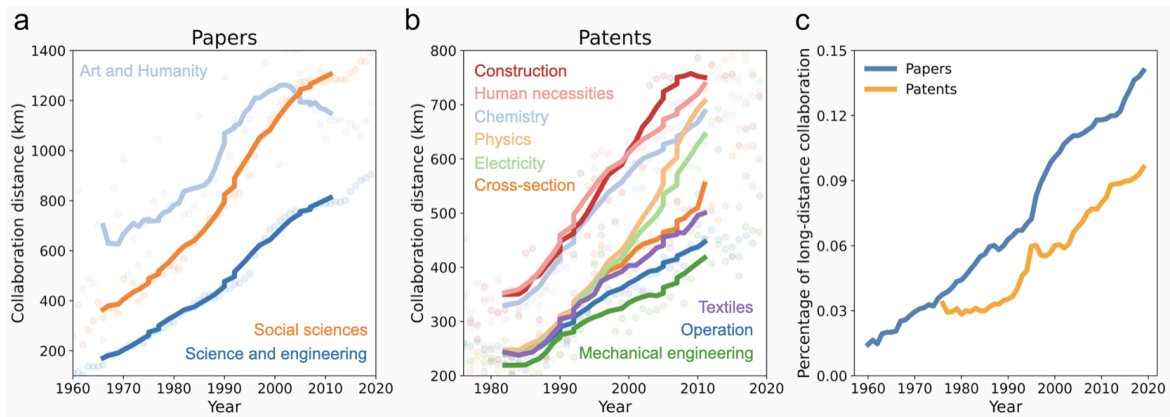 a
Papers
Collaboration distance (km)
1400
1200
1000
800
600
400
200
Art and Humanity
Social sciences
Science and engineering
1960 1970 1980 1990 2000 2010 2020
Year
b
Patents
Collaboration distance (km)
800
700
600
500
400
300
200
Construction
Human necessities
Chemistry
Physics
Electricity
Cross-section
Textiles
Operation
Mechanical engineering
1980 1990 2000 2010 2020
Year
c
Percentage of long-distance collaboration
0.15
0.12
0.09
0.06
0.03
0.00
Papers
Patents
1960 1970 1980 1990 2000 2010 2020
Year